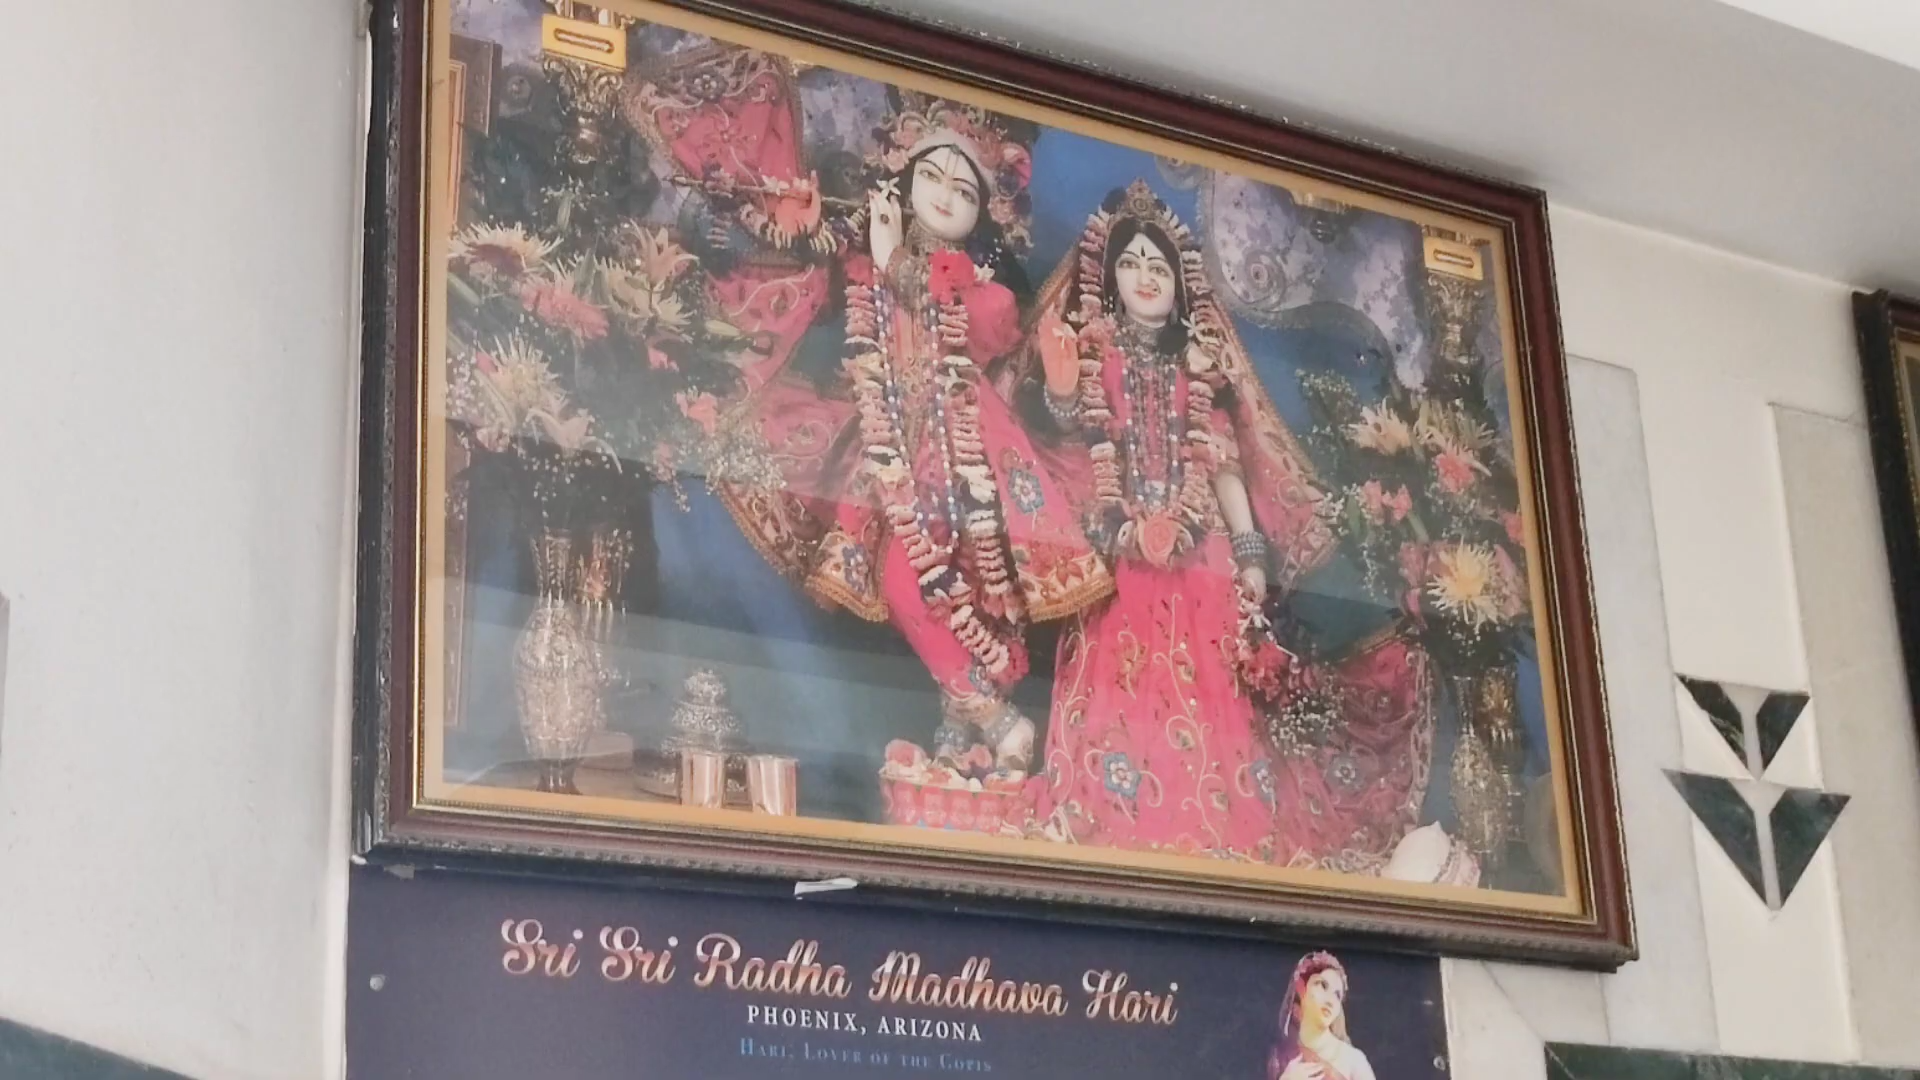 Sri Sri Radha Madhava Hari
PHOENIX, ARIZONA
HARI: LOVER OF THE GOPIS